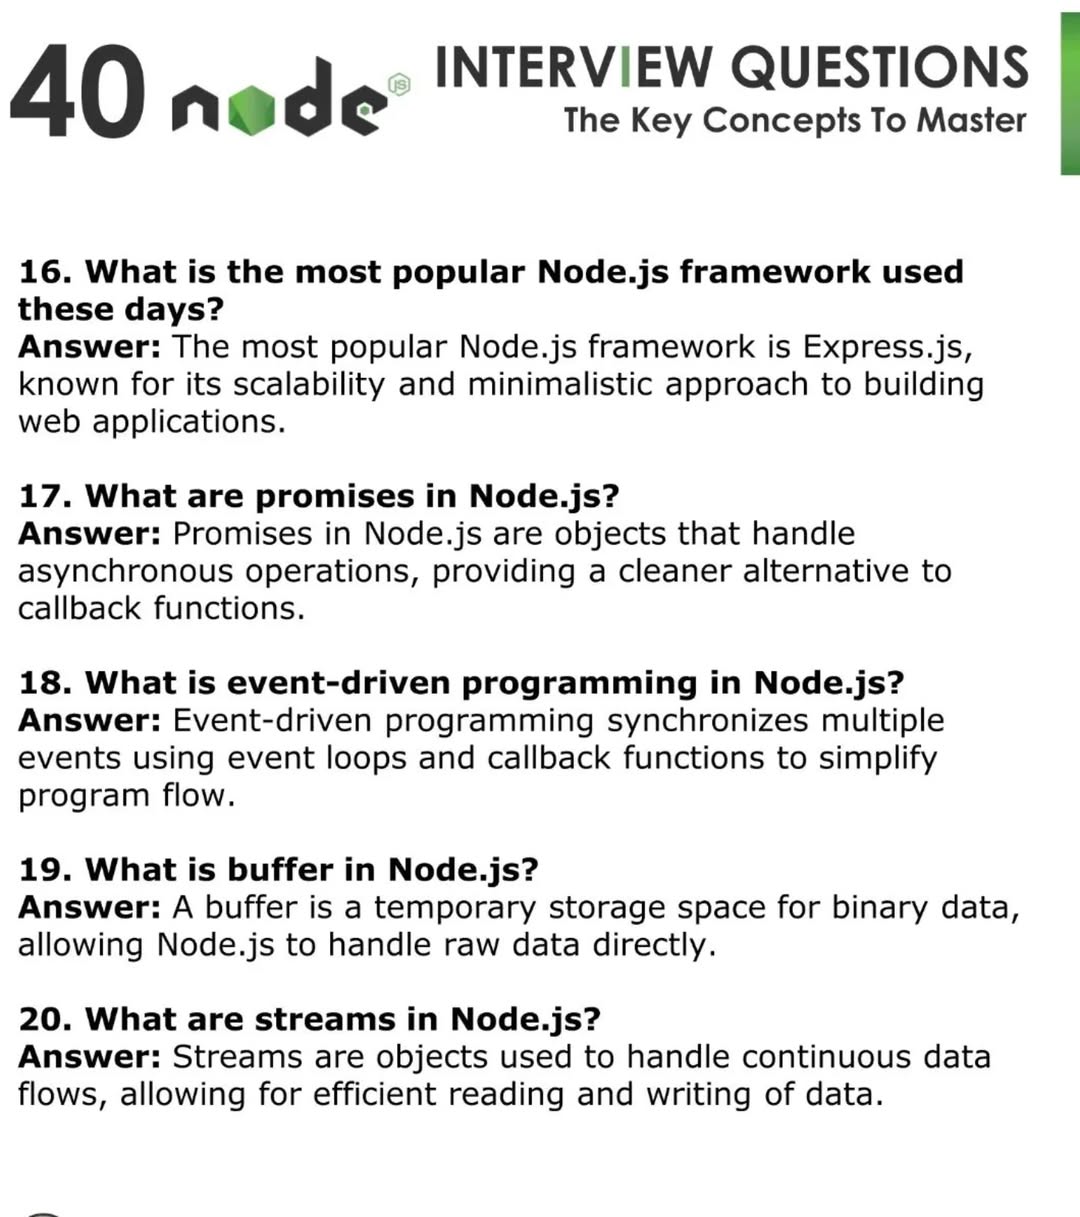 40 node JS INTERVIEW QUESTIONS
The Key Concepts To Master
16. What is the most popular Node.js framework used
these days?
Answer: The most popular Node.js framework is Express.js,
known for its scalability and minimalistic approach to building
web applications.
17. What are promises in Node.js?
Answer: Promises in Node.js are objects that handle
asynchronous operations, providing a cleaner alternative to
callback functions.
18. What is event-driven programming in Node.js?
Answer: Event-driven programming synchronizes multiple
events using event loops and callback functions to simplify
program flow.
19. What is buffer in Node.js?
Answer: A buffer is a temporary storage space for binary data,
allowing Node.js to handle raw data directly.
20. What are streams in Node.js?
Answer: Streams are objects used to handle continuous data
flows, allowing for efficient reading and writing of data.